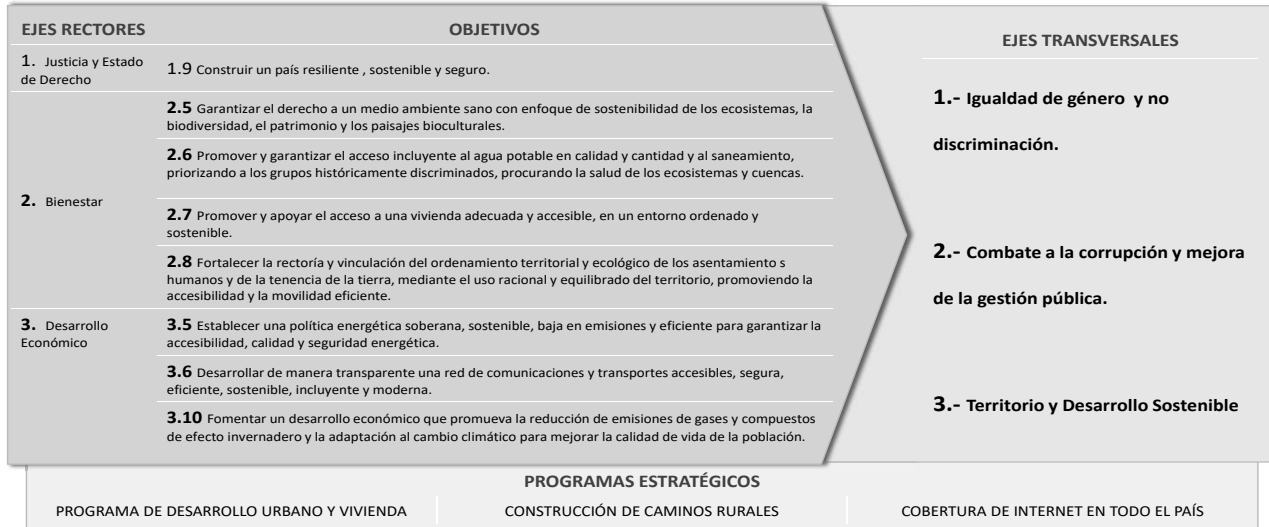 EJES RECTORES
OBJETIVOS
1. Justicia y Estado
de Derecho
1.9 Construir un país resiliente , sostenible y seguro.
2. Bienestar
2.5 Garantizar el derecho a un medio ambiente sano con enfoque de sostenibilidad de los ecosistemas, la
biodiversidad, el patrimonio y los paisajes bioculturales.
2.6 Promover y garantizar el acceso incluyente al agua potable en calidad y cantidad y al saneamiento,
priorizando a los grupos históricamente discriminados, procurando la salud de los ecosistemas y cuencas.
2.7 Promover y apoyar el acceso a una vivienda adecuada y accesible, en un entorno ordenado y
sostenible.
2.8 Fortalecer la rectoría y vinculación del ordenamiento territorial y ecológico de los asentamiento s
humanos y de la tenencia de la tierra, mediante el uso racional y equilibrado del territorio, promoviendo la
accesibilidad y la movilidad eficiente.
3. Desarrollo
Económico
3.5 Establecer una política energética soberana, sostenible, baja en emisiones y eficiente para garantizar la
accesibilidad, calidad y seguridad energética.
3.6 Desarrollar de manera transparente una red de comunicaciones y transportes accesibles, segura,
eficiente, sostenible, incluyente y moderna.
3.10 Fomentar un desarrollo económico que promueva la reducción de emisiones de gases y compuestos
de efecto invernadero y la adaptación al cambio climático para mejorar la calidad de vida de la población.
EJES TRANSVERSALES
1.- Igualdad de género y no
discriminación.
2.- Combate a la corrupción y mejora
de la gestión pública.
3.- Territorio y Desarrollo Sostenible
PROGRAMAS ESTRATÉGICOS
PROGRAMA DE DESARROLLO URBANO Y VIVIENDA
CONSTRUCCIÓN DE CAMINOS RURALES
COBERTURA DE INTERNET EN TODO EL PAÍS